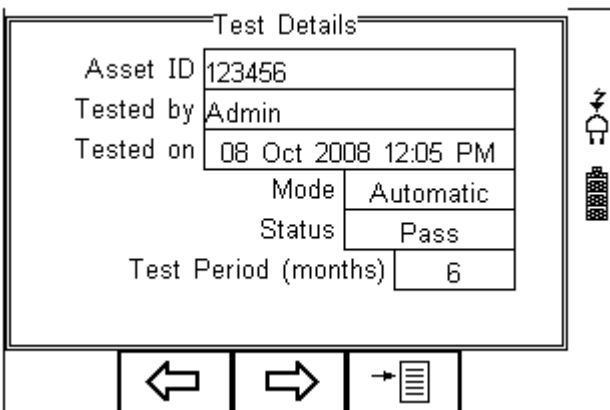 Test Details
Asset ID 123456
Tested by Admin
Tested on 08 Oct 2008 12:05 PM
Mode Automatic
Status Pass
Test Period (months) 6